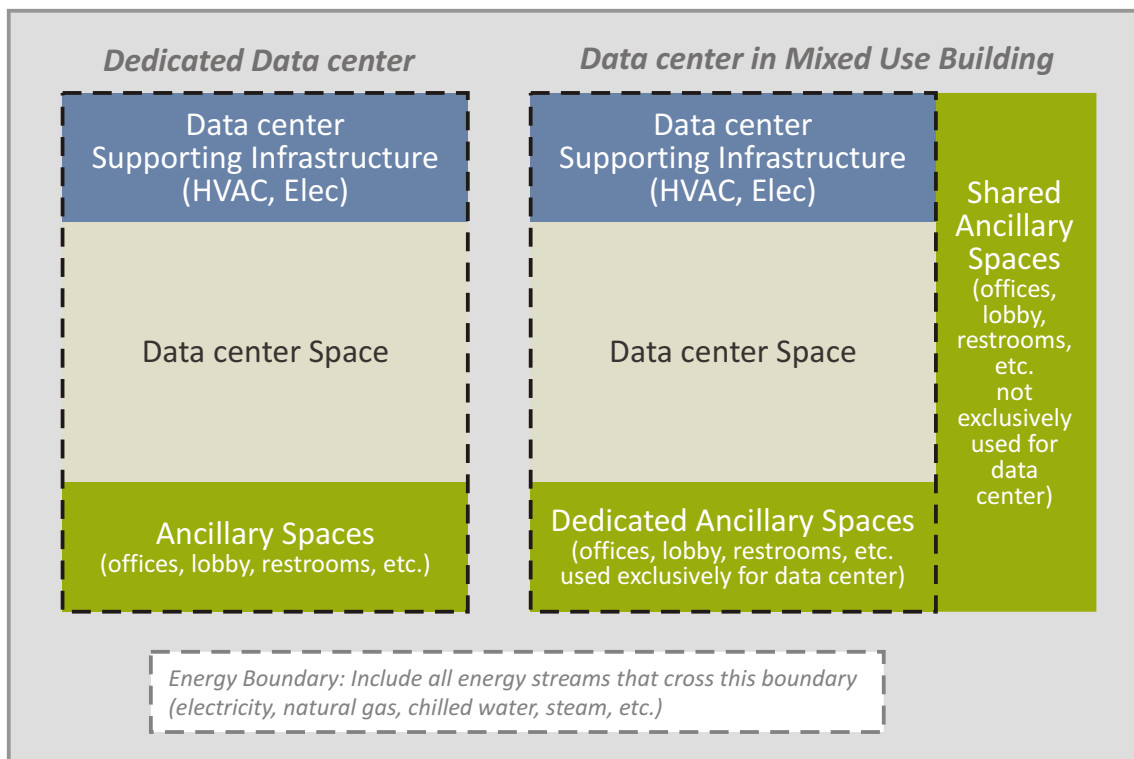 Dedicated Data center
Data center
Supporting Infrastructure
(HVAC, Elec)
Data center Space
Ancillary Spaces
(offices, lobby, restrooms, etc.)
Data center in Mixed Use Building
Data center
Supporting Infrastructure
(HVAC, Elec)
Data center Space
Dedicated Ancillary Spaces
(offices, lobby, restrooms, etc.
used exclusively for data center)
Shared
Ancillary
Spaces
(offices,
lobby,
restrooms,
etc.
not
exclusively
used for
data
center)
Energy Boundary: Include all energy streams that cross this boundary
(electricity, natural gas, chilled water, steam, etc.)